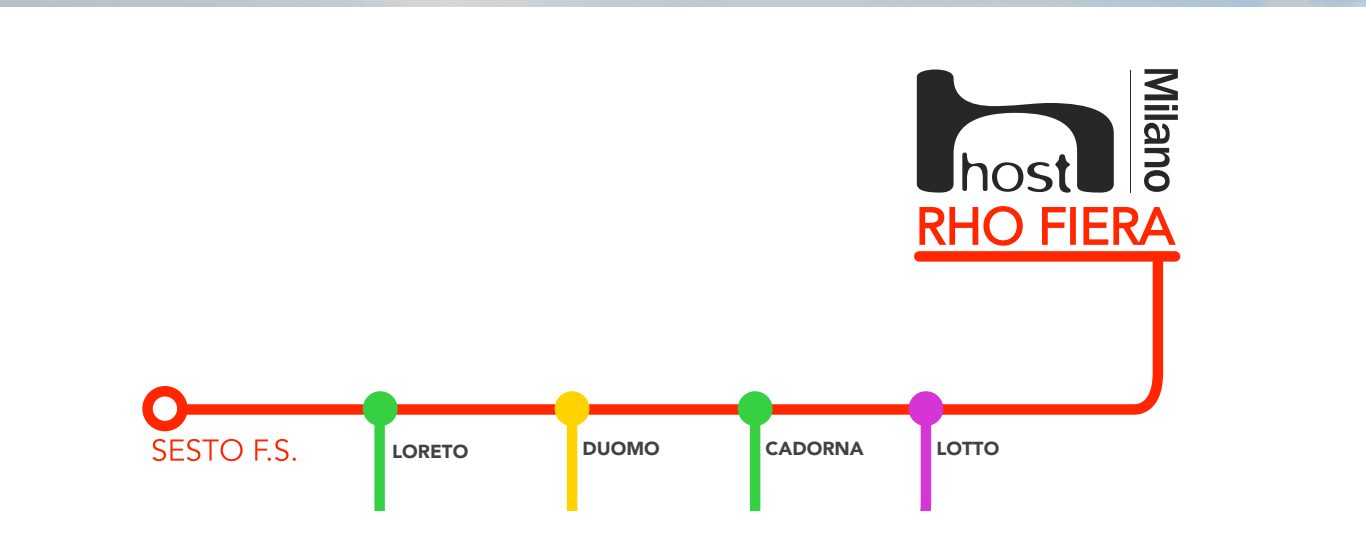 host
Milano
RHO FIERA
SESTO F.S.
LORETO
DUOMO
CADORNA
LOTTO